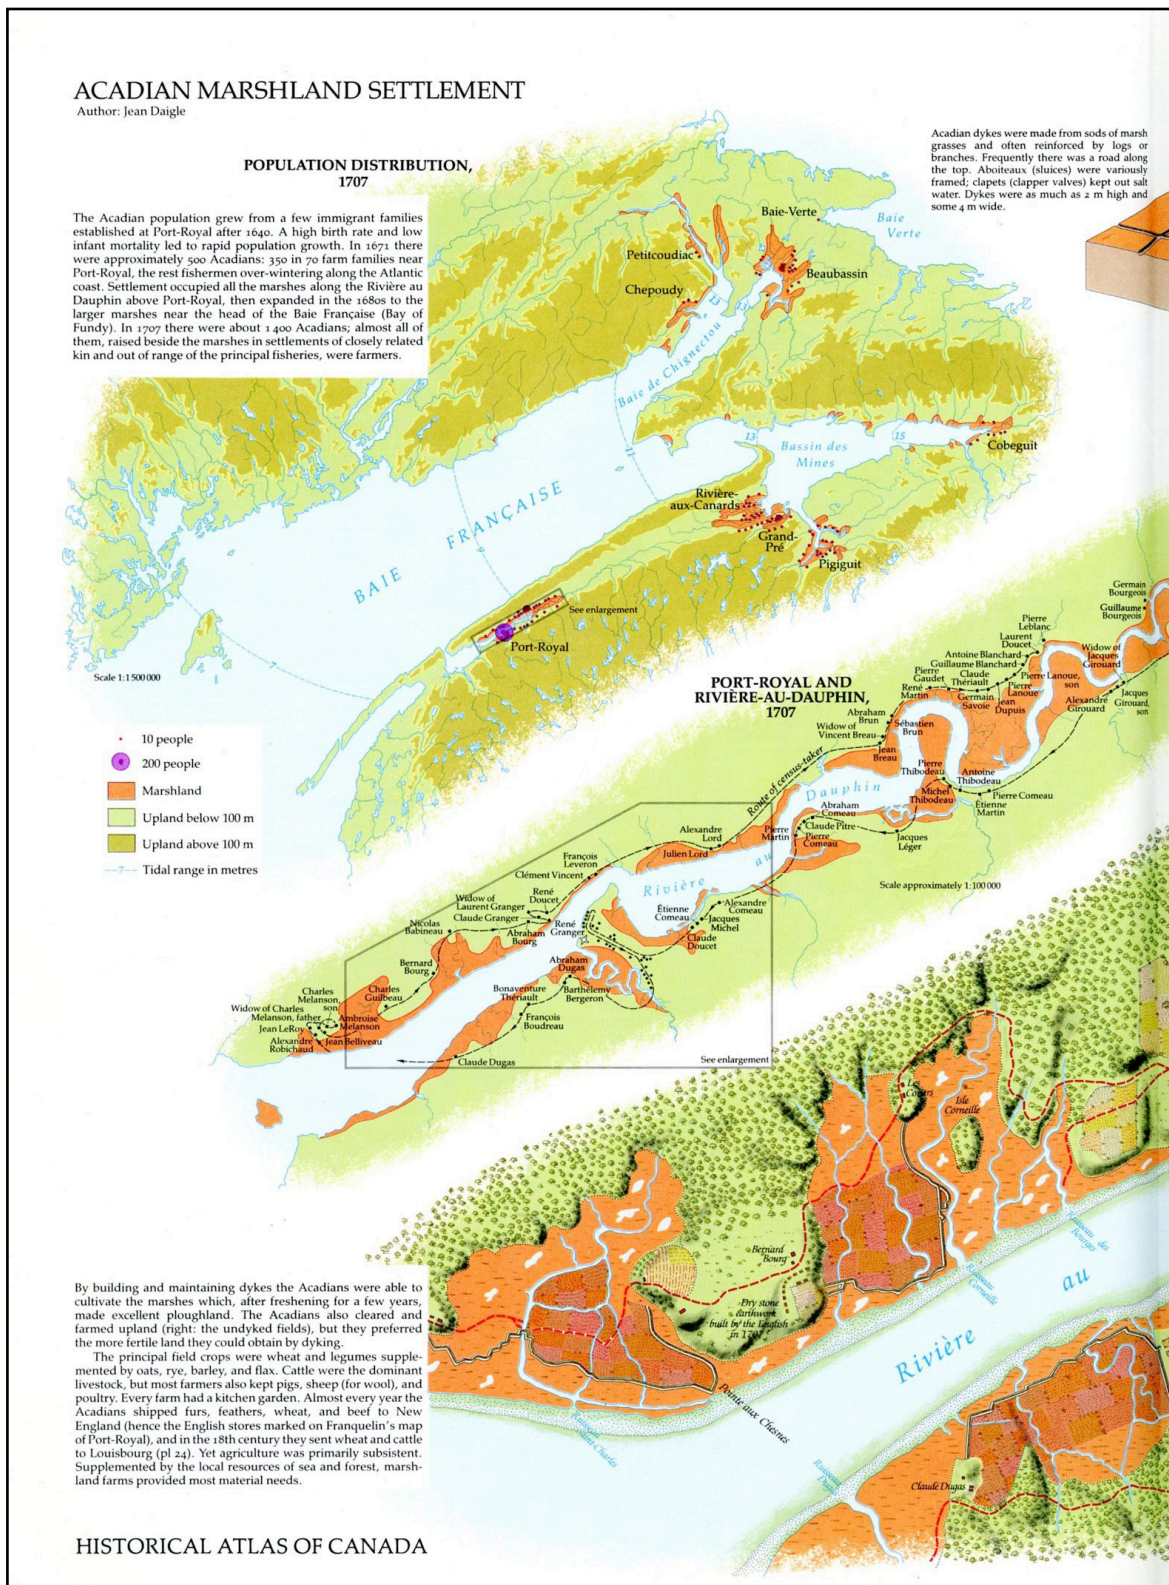 ACADIAN MARSHLAND SETTLEMENT
Author: Jean Daigle
POPULATION DISTRIBUTION,
1707
The Acadian population grew from a few immigrant families
established at Port-Royal after 1640. A high birth rate and low
infant mortality led to rapid population growth. In 1671 there
were approximately 500 Acadians: 350 in 70 farm families near
Port-Royal, the rest fishermen over-wintering along the Atlantic
coast. Settlement occupied all the marshes along the Rivière au
Dauphin above Port-Royal, then expanded in the 1680s to the
larger marshes near the head of the Baie Française (Bay of
Fundy). In 1707 there were about 1 400 Acadians; almost all of
them, raised beside the marshes in settlements of closely related
kin and out of range of the principal fisheries, were farmers.
Acadian dykes were made from sods of marsh
grasses and often reinforced by logs or
branches. Frequently there was a road along
the top. Aboiteaux (sluices) were variously
framed; clapets (clapper valves) kept out salt
water. Dykes were as much as 2 m high and
some 4 m wide.
Baie-Verte
Baie
Verte
Petitcoudiac
Beaubassin
Chepoudy
13
13
Baie de Chignectou
11
13
15
Bassin des
Mines
Cobeguit
Rivière-
aux-Canards
Grand-
Pré
Pigiguit
BAIE
FRANÇAISE
7
See enlargement
Port-Royal
Scale 1:1 500 000
10 people
200 people
Marshland
Upland below 100 m
Upland above 100 m
7
Tidal range in metres
PORT-ROYAL AND
RIVIÈRE-AU-DAUPHIN,
1707
Germain
Bourgeois
Guillaume
Bourgeois
Pierre
Leblanc
Laurent
Doucet
Widow of
Jacques
Girouard
Antoine Blanchard
Guillaume Blanchard
Pierre
Gaudet
Claude
Thériault
Pierre Lanoue,
son
René
Martin
Germain
Savoie
Pierre
Lanoue
Jean
Dupuis
Alexandre
Girouard
Jacques
Girouard,
son
Abraham
Brun
Sébastien
Brun
Widow of
Vincent Breau
Jean
Breau
Pierre
Thibodeau
Antoine
Thibodeau
Michel
Thibodeau
Pierre Comeau
Étienne
Martin
Route of census-taker
Dauphin
Abraham
Comeau
Claude Pitre
Pierre
Martin
Pierre
Comeau
Jacques
Léger
Alexandre
Lord
Julien Lord
au
Scale approximately 1:100 000
François
Leveron
Clément Vincent
Rivière
René
Doucet
Widow of
Laurent Granger
Claude Granger
Étienne
Comeau
Alexandre
Comeau
Jacques
Michel
Claude
Doucet
Nicolas
Babineau
Abraham
Bourg
René
Granger
Bernard
Bourg
Abraham
Dugas
Charles
Guilbeau
Bonaventure
Thériault
Barthélemy
Bergeron
Charles
Melanson,
son
Widow of Charles
Melanson, father
Ambroise
Melanson
Jean LeRoy
François
Boudreau
Alexandre
Robichaud
Jean Belliveau
Claude Dugas
See enlargement
Isle
Corneille
Bernard
Bourg
Dry stone
earthwork
built by the English
in 1707
Ruisseau des
Ruisseau
Corneille
au
Rivière
Pointe aux Chesnes
Claude Dugas
By building and maintaining dykes the Acadians were able to
cultivate the marshes which, after freshening for a few years,
made excellent ploughland. The Acadians also cleared and
farmed upland (right: the undyked fields), but they preferred
the more fertile land they could obtain by dyking.
The principal field crops were wheat and legumes supple-
mented by oats, rye, barley, and flax. Cattle were the dominant
livestock, but most farmers also kept pigs, sheep (for wool), and
poultry. Every farm had a kitchen garden. Almost every year the
Acadians shipped furs, feathers, wheat, and beef to New
England (hence the English stores marked on Franquelin's map
of Port-Royal), and in the 18th century they sent wheat and cattle
to Louisbourg (pl 24). Yet agriculture was primarily subsistent.
Supplemented by the local resources of sea and forest, marsh-
land farms provided most material needs.
HISTORICAL ATLAS OF CANADA